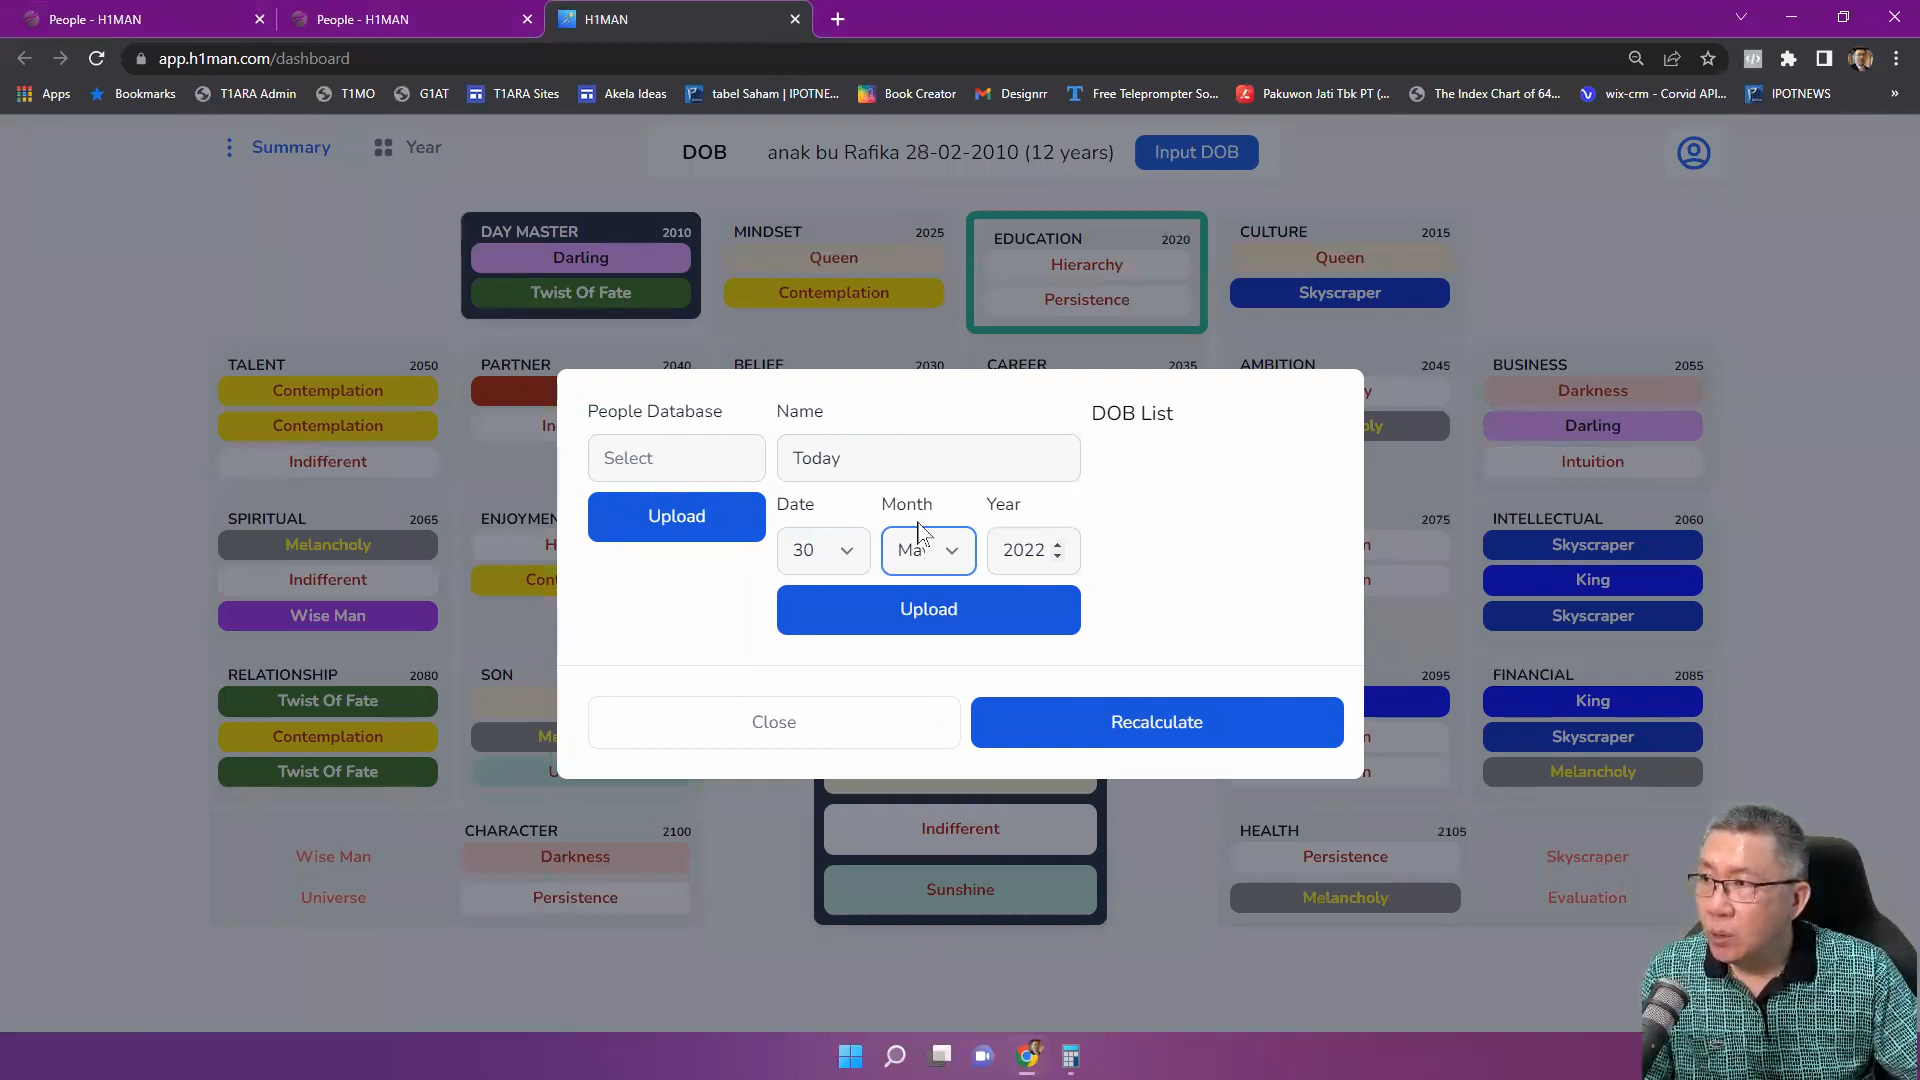 People - H1MAN
People - H1MAN
H1MAN
app.h1man.com/dashboard
Apps
Bookmarks
T1ARA Admin
T1MO
G1AT
T1ARA Sites
Akela Ideas
tabel Saham | IPOTNE...
Book Creator
Designrr
Free Teleprompter So...
Pakuwon Jati Tbk PT (...
The Index Chart of 64...
wix-crm - Corvid API...
IPOTNEWS
»
Summary
Year
DOB
anak bu Rafika 28-02-2010 (12 years)
Input DOB
DAY MASTER 2010
Darling
Twist Of Fate
MINDSET 2025
Queen
Contemplation
EDUCATION 2020
Hierarchy
Persistence
CULTURE 2015
Queen
Skyscraper
TALENT 2050
Contemplation
Contemplation
Indifferent
PARTNER 2040
In
BELIEF 2030
CAREER 2035
AMBITION 2045
y
oly
BUSINESS 2055
Darkness
Darling
Intuition
People Database
Select
Upload
Name
Today
Date
30
Month
Ma
Year
2022
Upload
DOB List
Close
Recalculate
SPIRITUAL 2065
Melancholy
Indifferent
Wise Man
ENJOYMEN
H
Con
2075
n
n
INTELLECTUAL 2060
Skyscraper
King
Skyscraper
RELATIONSHIP 2080
Twist Of Fate
Contemplation
Twist Of Fate
SON
Me
U
2095
n
n
FINANCIAL 2085
King
Skyscraper
Melancholy
Wise Man
Universe
CHARACTER 2100
Darkness
Persistence
Indifferent
Sunshine
HEALTH 2105
Persistence
Melancholy
Skyscraper
Evaluation